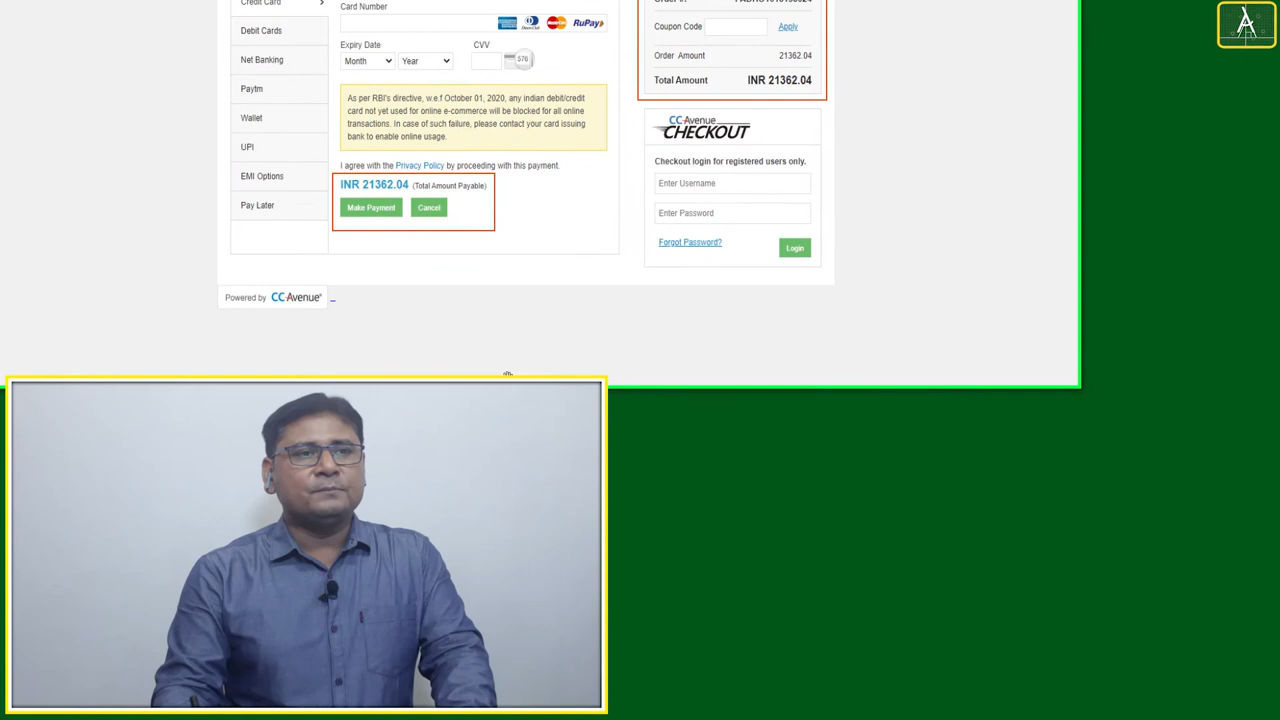 Credit Card
Debit Cards
Net Banking
Paytm
Wallet
UPI
EMI Options
Pay Later
Card Number
RuPay
Expiry Date
CVV
Month
Year
576
As per RBI's directive, w.e.f October 01, 2020, any indian debit/credit
card not yet used for online e-commerce will be blocked for all online
transactions. In case of such failure, please contact your card issuing
bank to enable online usage.
I agree with the Privacy Policy by proceeding with this payment.
INR 21362.04 (Total Amount Payable)
Make Payment
Cancel
Powered by CCAvenue
Coupon Code
Apply
Order Amount 21362.04
Total Amount INR 21362.04
CCAvenue
CHECKOUT
Checkout login for registered users only.
Enter Username
Enter Password
Forgot Password?
Login